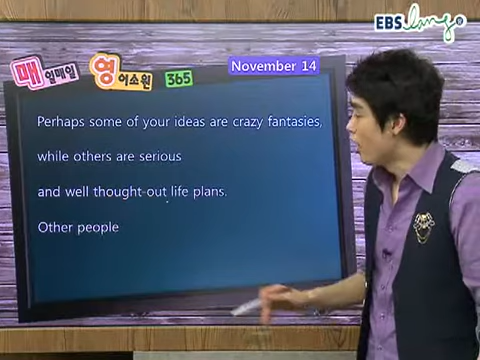 EBSlang
매일매일 영어소원 365
November 14
Perhaps some of your ideas are crazy fantasies,
while others are serious
and well thought-out life plans.
Other people